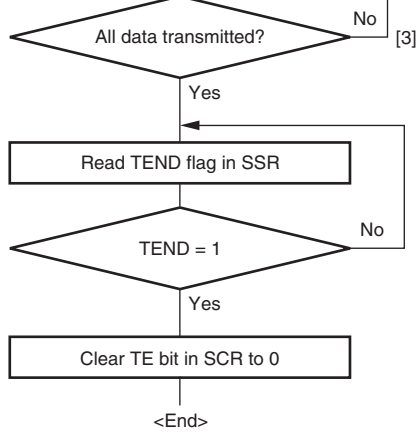 No
All data transmitted?
[3]
Yes
Read TEND flag in SSR
No
TEND = 1
Yes
Clear TE bit in SCR to 0
<End>